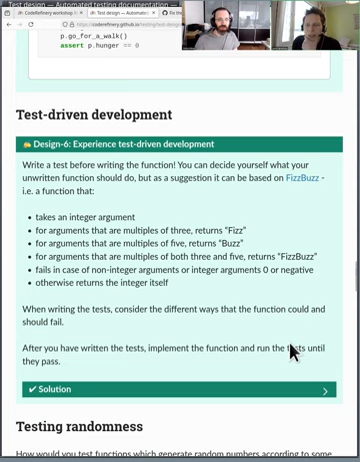 Test design — Automated testing documentation —
CodeRefinery workshop
Test design — Automated
Fix the
https://coderefinery.github.io/testing/test-design
p.go_for_a_walk()
assert p.hunger == 0
Test-driven development
Design-6: Experience test-driven development
Write a test before writing the function! You can decide yourself what your
unwritten function should do, but as a suggestion it can be based on FizzBuzz -
i.e. a function that:
takes an integer argument
for arguments that are multiples of three, returns “Fizz”
for arguments that are multiples of five, returns “Buzz”
for arguments that are multiples of both three and five, returns “FizzBuzz”
fails in case of non-integer arguments or integer arguments 0 or negative
otherwise returns the integer itself
When writing the tests, consider the different ways that the function could and
should fail.
After you have written the tests, implement the function and run the tests until
they pass.
✔ Solution
Testing randomness
How would you test functions which generate random numbers according to some